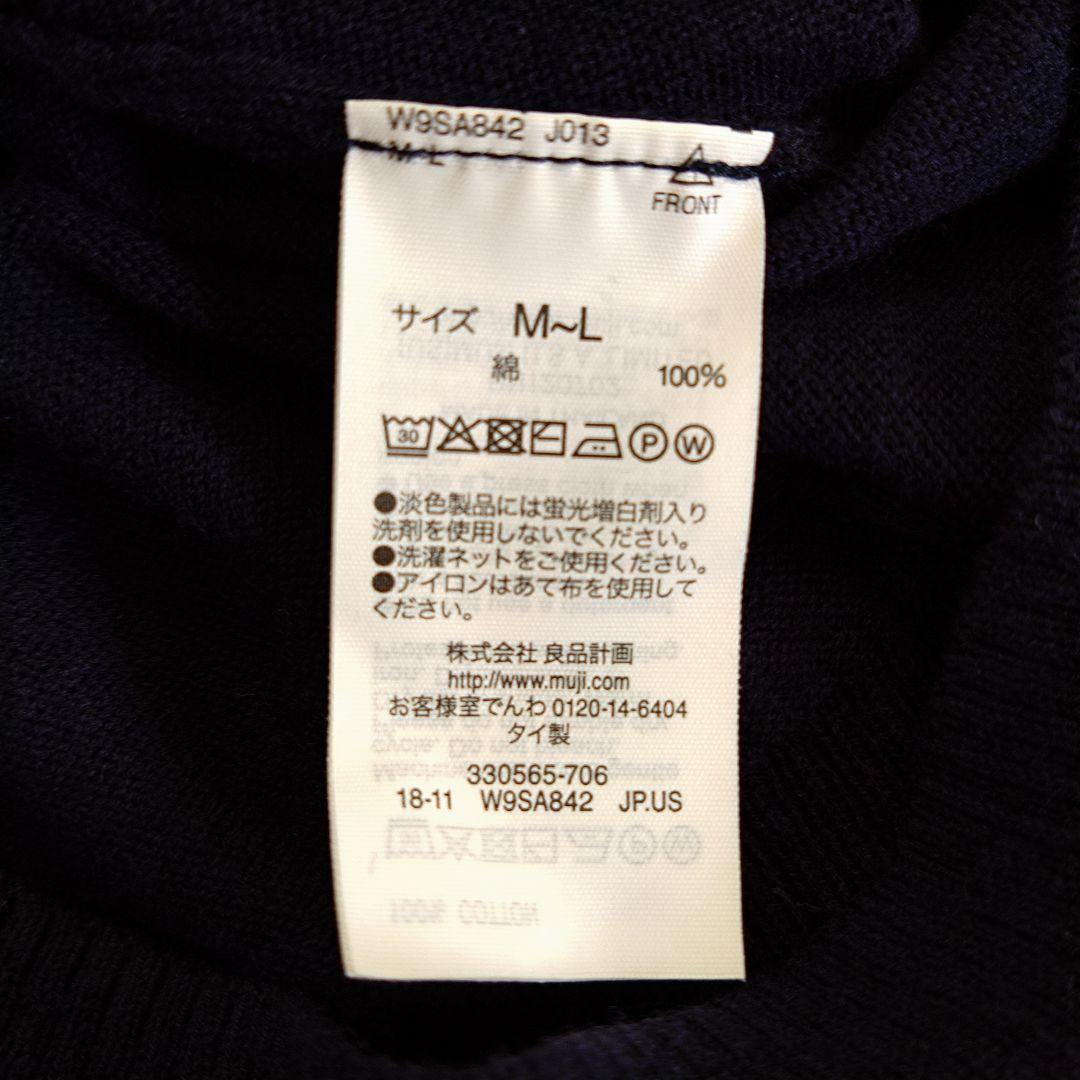 W9SA842 J013
M~L
FRONT
サイズ M~L
綿 100%
30
P W
●淡色製品には蛍光増白剤入り
洗剤を使用しないでください。
●洗濯ネットをご使用ください。
●アイロンはあて布を使用して
ください。
株式会社 良品計画
http://www.muji.com
お客様室でんわ 0120-14-6404
タイ製
330565-706
18-11 W9SA842 JP.US
100% COTTON